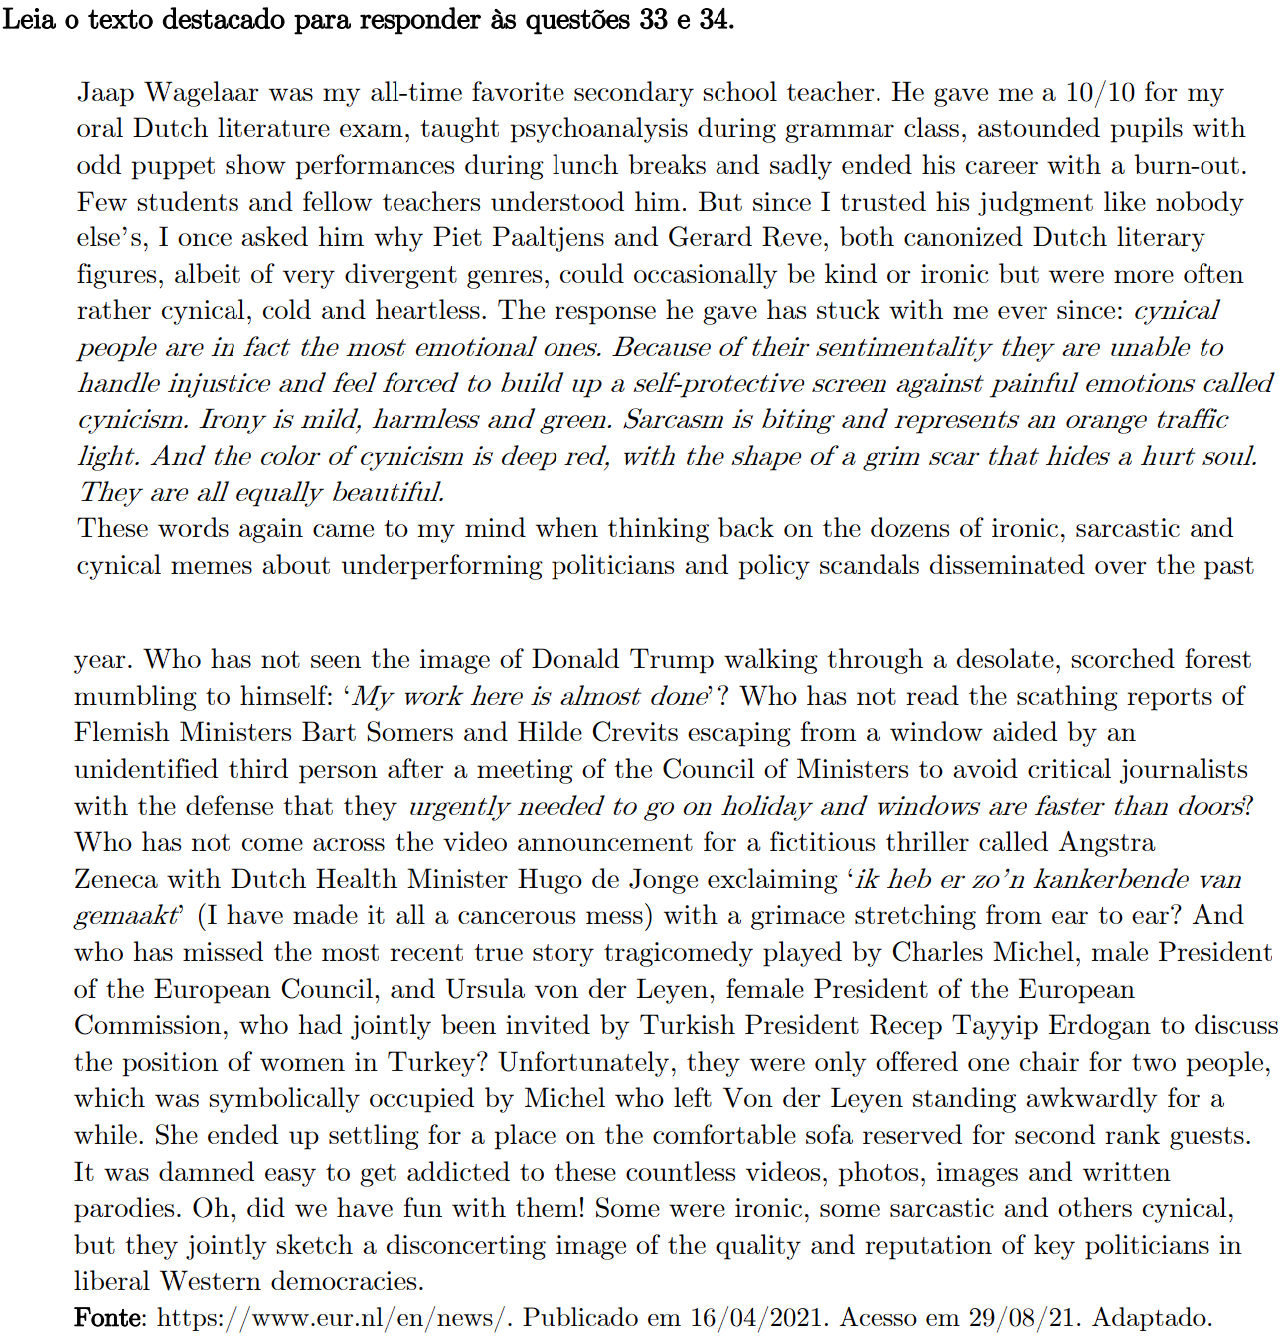 Leia o texto destacado para responder às questões 33 e 34.
Jaap Wagelaar was my all-time favorite secondary school teacher. He gave me a 10/10 for my
oral Dutch literature exam, taught psychoanalysis during grammar class, astounded pupils with
odd puppet show performances during lunch breaks and sadly ended his career with a burn-out.
Few students and fellow teachers understood him. But since I trusted his judgment like nobody
else's, I once asked him why Piet Paaltjens and Gerard Reve, both canonized Dutch literary
figures, albeit of very divergent genres, could occasionally be kind or ironic but were more often
rather cynical, cold and heartless. The response he gave has stuck with me ever since: cynical
people are in fact the most emotional ones. Because of their sentimentality they are unable to
handle injustice and feel forced to build up a self-protective screen against painful emotions called
cynicism. Irony is mild, harmless and green. Sarcasm is biting and represents an orange traffic
light. And the color of cynicism is deep red, with the shape of a grim scar that hides a hurt soul.
They are all equally beautiful.
These words again came to my mind when thinking back on the dozens of ironic, sarcastic and
cynical memes about underperforming politicians and policy scandals disseminated over the past
year. Who has not seen the image of Donald Trump walking through a desolate, scorched forest
mumbling to himself: ‘My work here is almost done’? Who has not read the scathing reports of
Flemish Ministers Bart Somers and Hilde Crevits escaping from a window aided by an
unidentified third person after a meeting of the Council of Ministers to avoid critical journalists
with the defense that they urgently needed to go on holiday and windows are faster than doors?
Who has not come across the video announcement for a fictitious thriller called Angstra
Zeneca with Dutch Health Minister Hugo de Jonge exclaiming ‘ik heb er zo’n kankerbende van
gemaakt’ (I have made it all a cancerous mess) with a grimace stretching from ear to ear? And
who has missed the most recent true story tragicomedy played by Charles Michel, male President
of the European Council, and Ursula von der Leyen, female President of the European
Commission, who had jointly been invited by Turkish President Recep Tayyip Erdogan to discuss
the position of women in Turkey? Unfortunately, they were only offered one chair for two people,
which was symbolically occupied by Michel who left Von der Leyen standing awkwardly for a
while. She ended up settling for a place on the comfortable sofa reserved for second rank guests.
It was damned easy to get addicted to these countless videos, photos, images and written
parodies. Oh, did we have fun with them! Some were ironic, some sarcastic and others cynical,
but they jointly sketch a disconcerting image of the quality and reputation of key politicians in
liberal Western democracies.
Fonte: https://www.eur.nl/en/news/. Publicado em 16/04/2021. Acesso em 29/08/21. Adaptado.